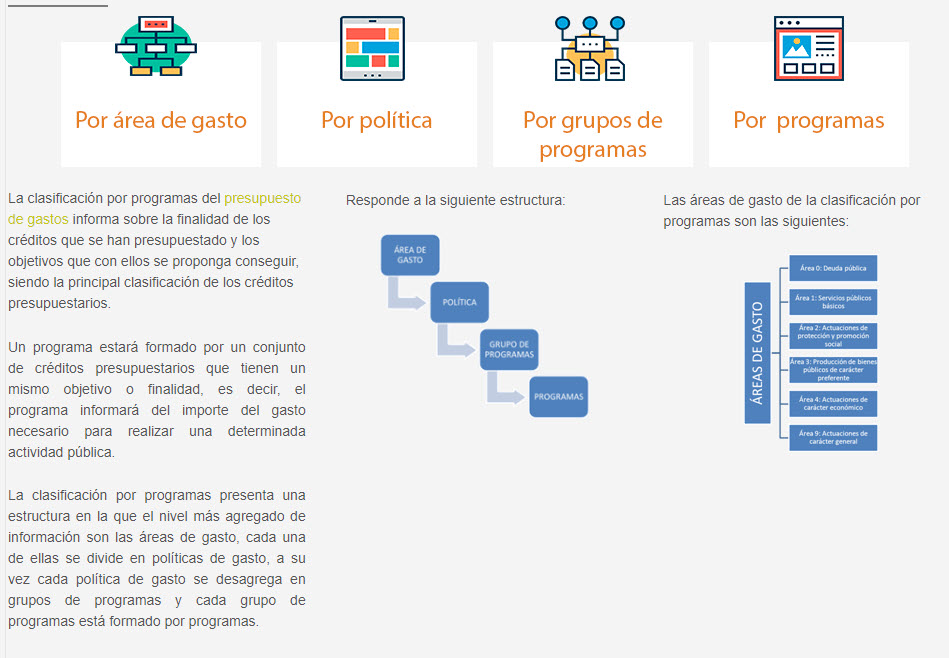 Por área de gasto
Por política
Por grupos de
programas
Por programas
La clasificación por programas del presupuesto
de gastos informa sobre la finalidad de los
créditos que se han presupuestado y los
objetivos que con ellos se proponga conseguir,
siendo la principal clasificación de los créditos
presupuestarios.
Un programa estará formado por un conjunto
de créditos presupuestarios que tienen un
mismo objetivo o finalidad, es decir, el
programa informará del importe del gasto
necesario para realizar una determinada
actividad pública.
La clasificación por programas presenta una
estructura en la que el nivel más agregado de
información son las áreas de gasto, cada una
de ellas se divide en políticas de gasto, a su
vez cada política de gasto se desagrega en
grupos de programas y cada grupo de
programas está formado por programas.
Responde a la siguiente estructura:
ÁREA DE
GASTO
POLÍTICA
GRUPO DE
PROGRAMAS
PROGRAMAS
Las áreas de gasto de la clasificación por
programas son las siguientes:
ÁREAS DE GASTO
Área 0: Deuda pública
Área 1: Servicios públicos
básicos
Área 2: Actuaciones de
protección y promoción
social
Área 3: Producción de bienes
públicos de carácter
preferente
Área 4: Actuaciones de
carácter económico
Área 9: Actuaciones de
carácter general